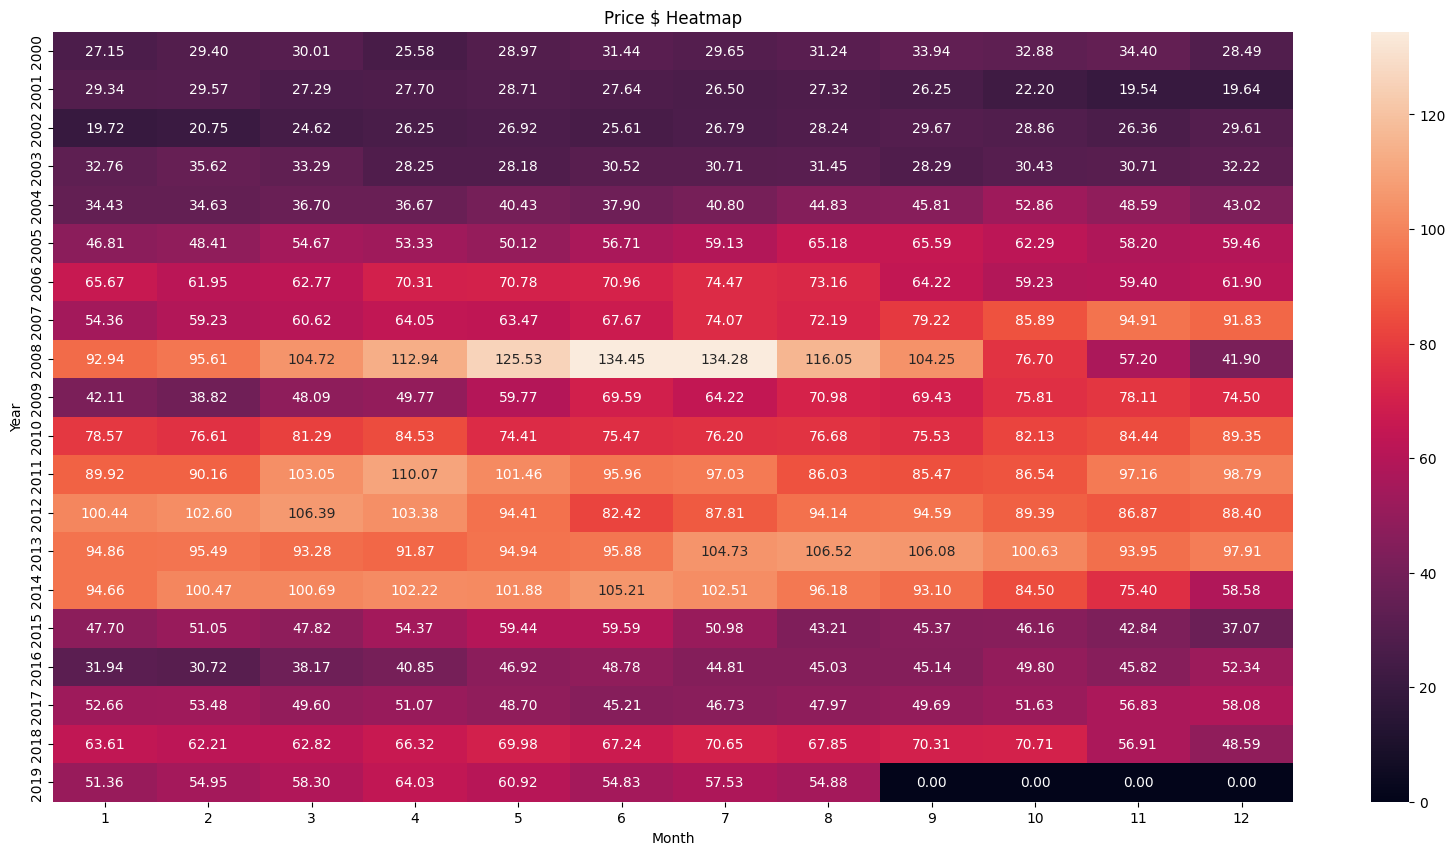 Price $ Heatmap
Year
2000 27.15 29.40 30.01 25.58 28.97 31.44 29.65 31.24 33.94 32.88 34.40 28.49
2001 29.34 29.57 27.29 27.70 28.71 27.64 26.50 27.32 26.25 22.20 19.54 19.64
2002 19.72 20.75 24.62 26.25 26.92 25.61 26.79 28.24 29.67 28.86 26.36 29.61
2003 32.76 35.62 33.29 28.25 28.18 30.52 30.71 31.45 28.29 30.43 30.71 32.22
2004 34.43 34.63 36.70 36.67 40.43 37.90 40.80 44.83 45.81 52.86 48.59 43.02
2005 46.81 48.41 54.67 53.33 50.12 56.71 59.13 65.18 65.59 62.29 58.20 59.46
2006 65.67 61.95 62.77 70.31 70.78 70.96 74.47 73.16 64.22 59.23 59.40 61.90
2007 54.36 59.23 60.62 64.05 63.47 67.67 74.07 72.19 79.22 85.89 94.91 91.83
2008 92.94 95.61 104.72 112.94 125.53 134.45 134.28 116.05 104.25 76.70 57.20 41.90
2009 42.11 38.82 48.09 49.77 59.77 69.59 64.22 70.98 69.43 75.81 78.11 74.50
2010 78.57 76.61 81.29 84.53 74.41 75.47 76.20 76.68 75.53 82.13 84.44 89.35
2011 89.92 90.16 103.05 110.07 101.46 95.96 97.03 86.03 85.47 86.54 97.16 98.79
2012 100.44 102.60 106.39 103.38 94.41 82.42 87.81 94.14 94.59 89.39 86.87 88.40
2013 94.86 95.49 93.28 91.87 94.94 95.88 104.73 106.52 106.08 100.63 93.95 97.91
2014 94.66 100.47 100.69 102.22 101.88 105.21 102.51 96.18 93.10 84.50 75.40 58.58
2015 47.70 51.05 47.82 54.37 59.44 59.59 50.98 43.21 45.37 46.16 42.84 37.07
2016 31.94 30.72 38.17 40.85 46.92 48.78 44.81 45.03 45.14 49.80 45.82 52.34
2017 52.66 53.48 49.60 51.07 48.70 45.21 46.73 47.97 49.69 51.63 56.83 58.08
2018 63.61 62.21 62.82 66.32 69.98 67.24 70.65 67.85 70.31 70.71 56.91 48.59
2019 51.36 54.95 58.30 64.03 60.92 54.83 57.53 54.88 0.00 0.00 0.00 0.00
1 2 3 4 5 6 7 8 9 10 11 12
Month
120
100
80
60
40
20
0